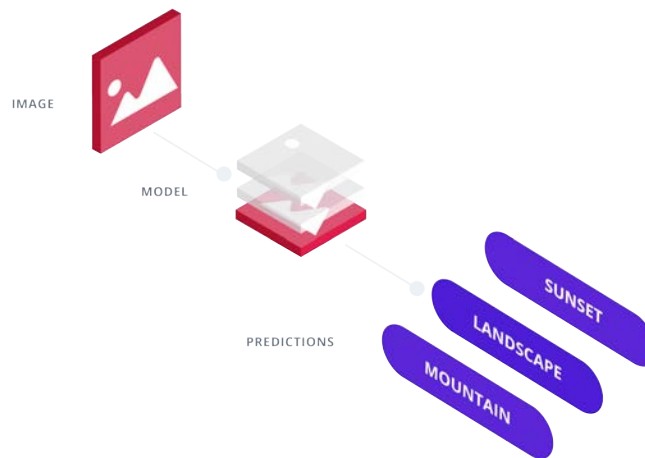 IMAGE
MODEL
PREDICTIONS
SUNSET
LANDSCAPE
MOUNTAIN